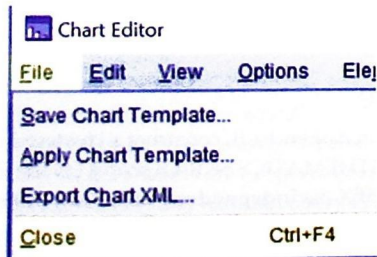 Chart Editor
File Edit View Options
Save Chart Template...
Apply Chart Template...
Export Chart XML...
Close Ctrl+F4